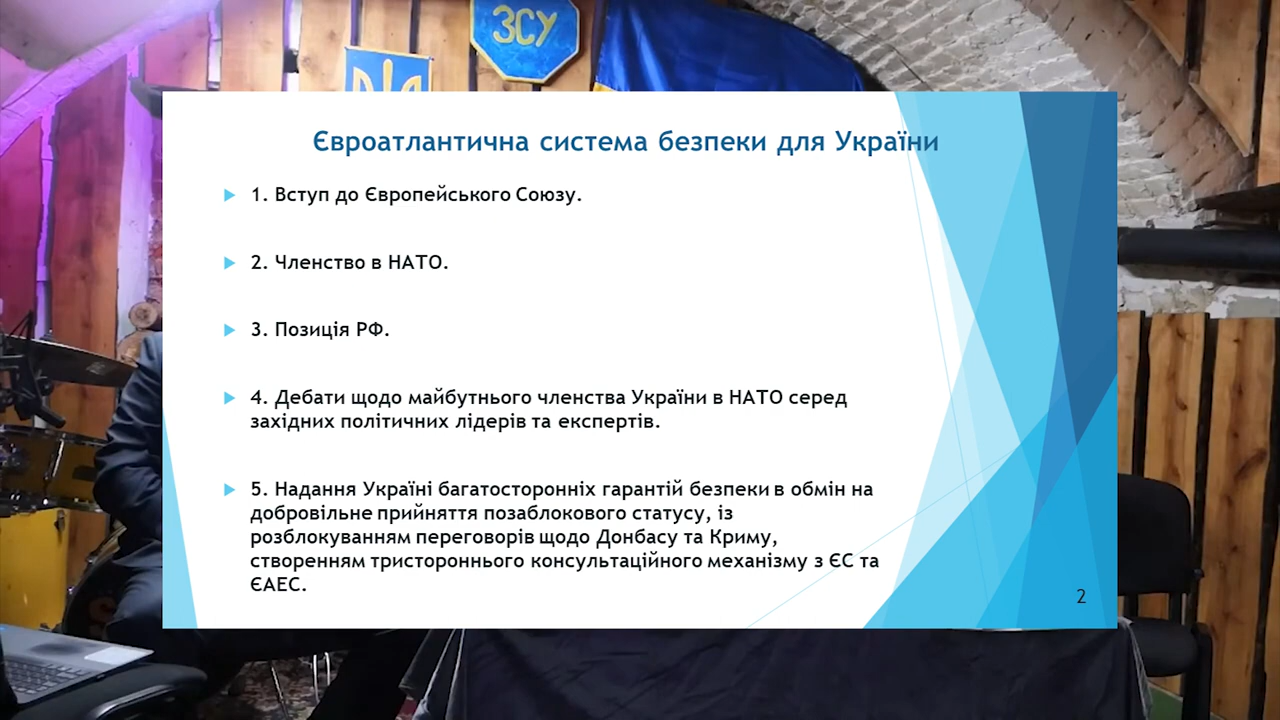 ЗСУ
Євроатлантична система безпеки для України
1. Вступ до Європейського Союзу.
2. Членство в НАТО.
3. Позиція РФ.
4. Дебати щодо майбутнього членства України в НАТО серед
західних політичних лідерів та експертів.
5. Надання Україні багатосторонніх гарантій безпеки в обмін на
добровільне прийняття позаблокового статусу, із
розблокуванням переговорів щодо Донбасу та Криму,
створенням тристороннього консультаційного механізму з ЄС та
ЄАЕС.
2